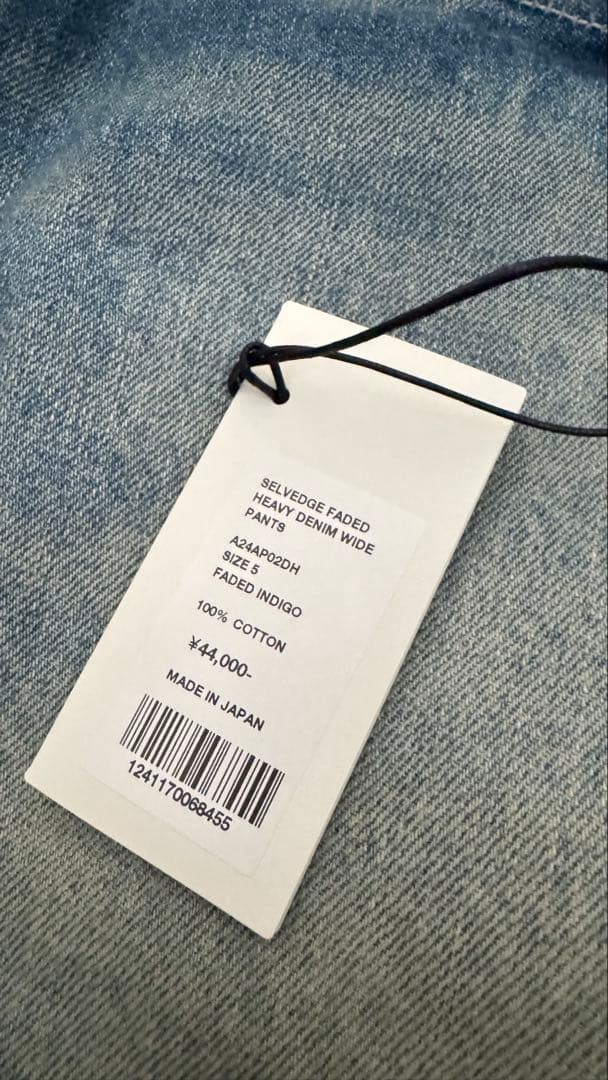 SELVEDGE FADED
HEAVY DENIM WIDE
PANTS
A24AP02DH
SIZE 5
FADED INDIGO
100% COTTON
¥44,000-
MADE IN JAPAN
1241170068455